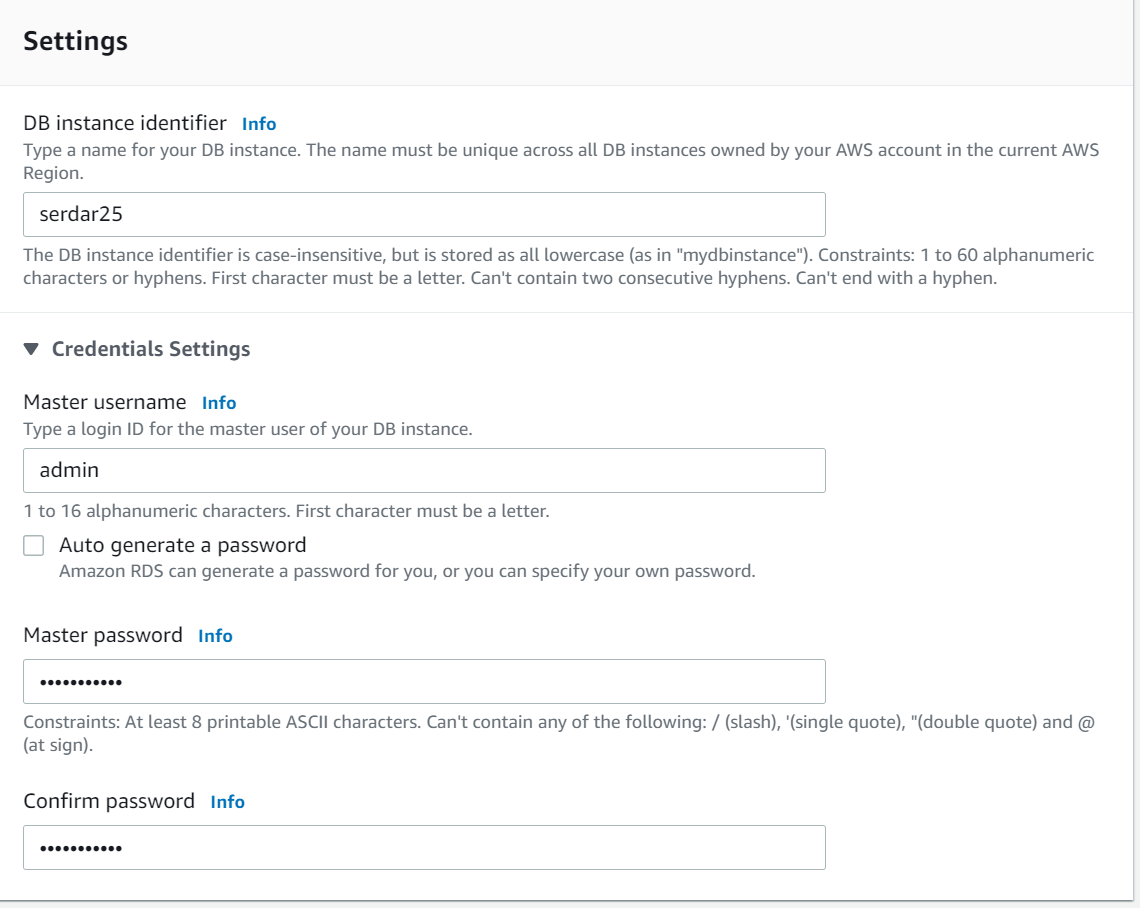 Settings
DB instance identifier Info
Type a name for your DB instance. The name must be unique across all DB instances owned by your AWS account in the current AWS
Region.
serdar25
The DB instance identifier is case-insensitive, but is stored as all lowercase (as in "mydbinstance"). Constraints: 1 to 60 alphanumeric
characters or hyphens. First character must be a letter. Can't contain two consecutive hyphens. Can't end with a hyphen.
Credentials Settings
Master username Info
Type a login ID for the master user of your DB instance.
admin
1 to 16 alphanumeric characters. First character must be a letter.
Auto generate a password
Amazon RDS can generate a password for you, or you can specify your own password.
Master password Info
•••••••••••
Constraints: At least 8 printable ASCII characters. Can't contain any of the following: / (slash), '(single quote), "(double quote) and @
(at sign).
Confirm password Info
•••••••••••